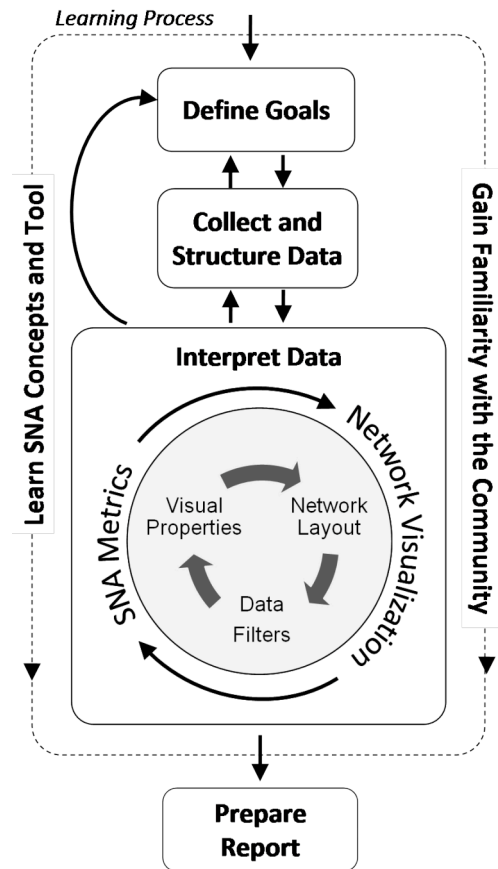 Learning Process
Define Goals
Collect and
Structure Data
Learn SNA Concepts and Tool
Gain Familiarity with the Community
Interpret Data
SNA Metrics
Network Visualization
Visual
Properties
Network
Layout
Data
Filters
Prepare
Report